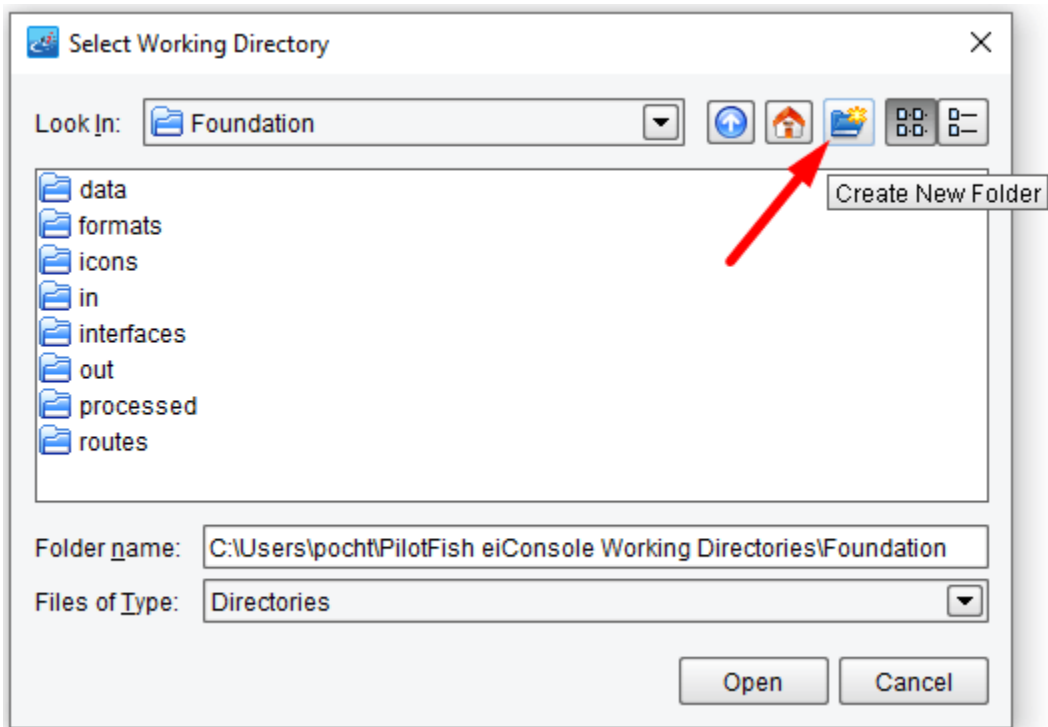 Select Working Directory
Look In: Foundation
Create New Folder
data
formats
icons
in
interfaces
out
processed
routes
Folder name: C:\Users\pocht\PilotFish eiConsole Working Directories\Foundation
Files of Type: Directories
Open Cancel